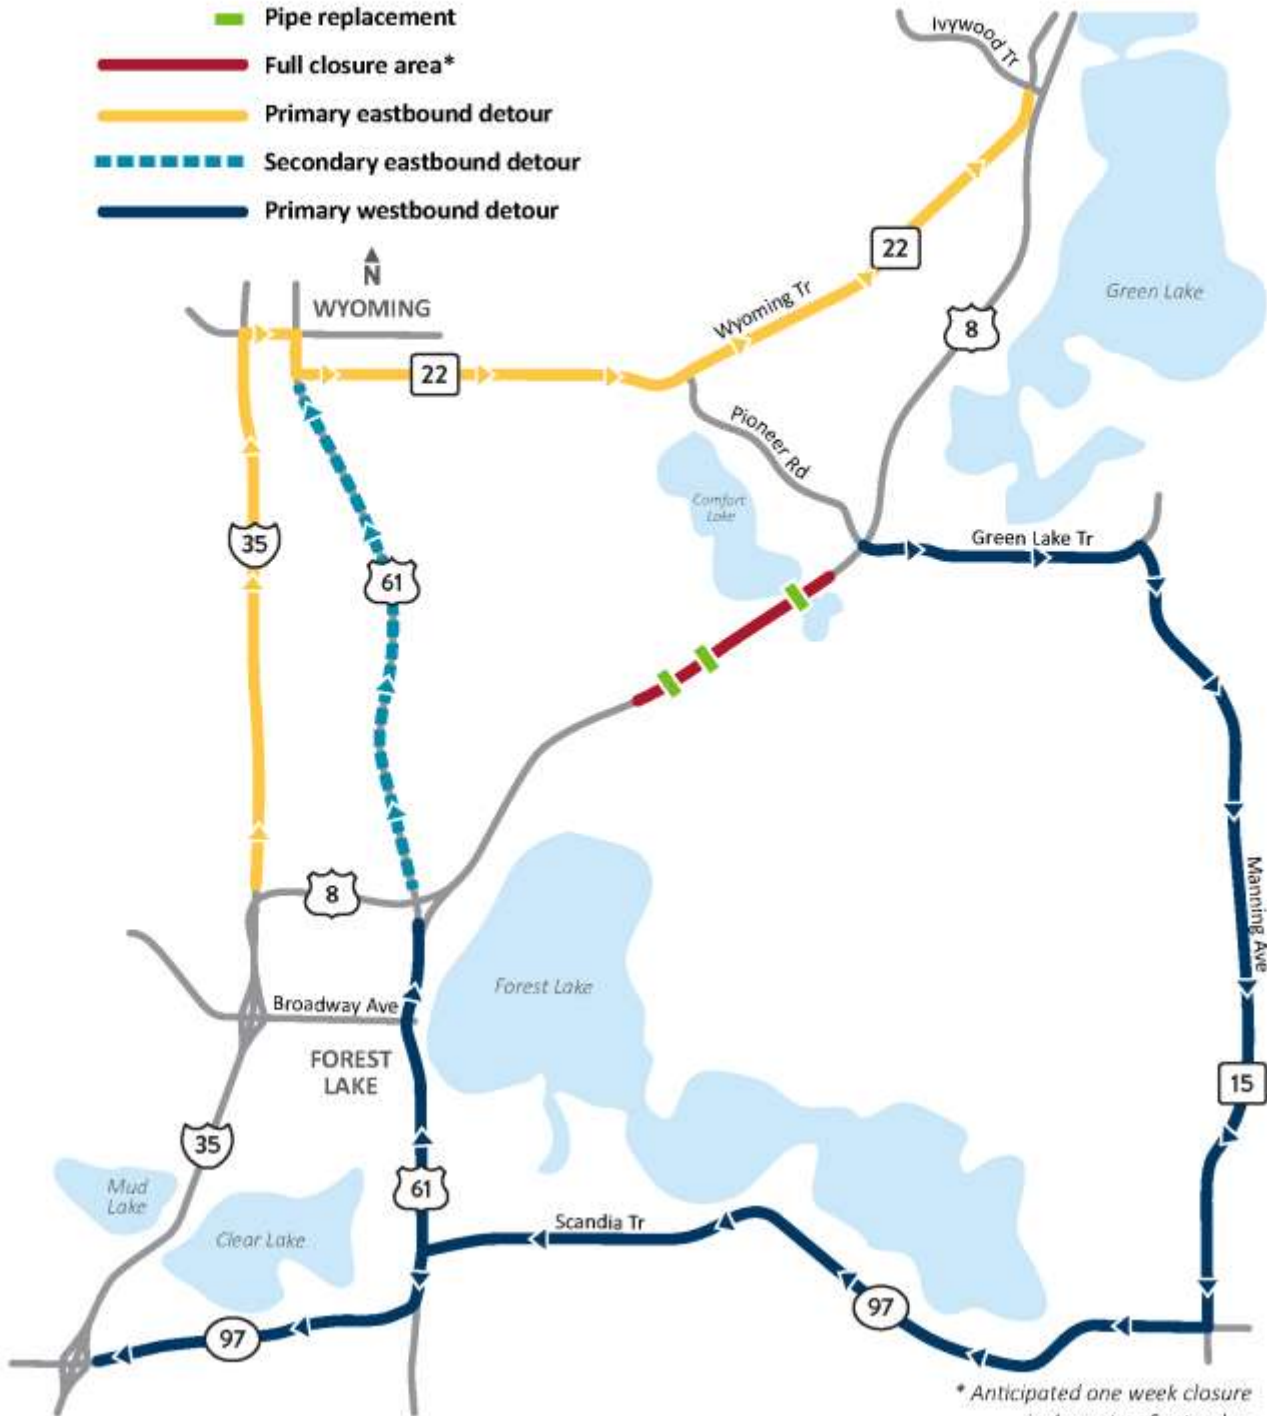 Pipe replacement
Full closure area*
Primary eastbound detour
Secondary eastbound detour
Primary westbound detour
Ivywood Tr
N
WYOMING
22
Wyoming Tr
Green Lake
8
22
Pioneer Rd
Comfort
Lake
35
Green Lake Tr
61
8
Manning Ave
Forest Lake
Broadway Ave
FOREST
LAKE
15
35
61
Mud
Lake
Clear Lake
Scandia Tr
97
97
* Anticipated one week closure